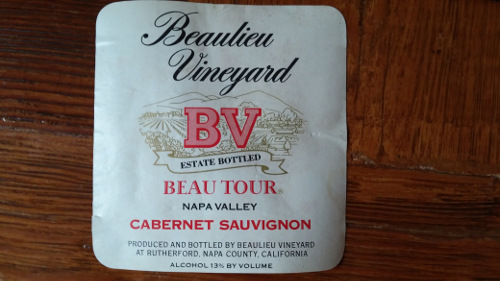 Beaulieu
Vineyard
BV
ESTATE BOTTLED
BEAU TOUR®
NAPA VALLEY
CABERNET SAUVIGNON
PRODUCED AND BOTTLED BY BEAULIEU VINEYARD
AT RUTHERFORD, NAPA COUNTY, CALIFORNIA
ALCOHOL 13% BY VOLUME